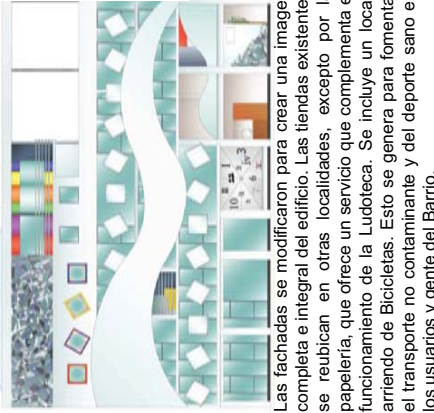 Las fachadas se modificaron para crear una image
completa e integral del edificio. Las tiendas existente
se reubican en otras localidades, excepto por l
papelería, que ofrece un servicio que complementa e
funcionamiento de la Ludoteca. Se incluye un loca
arriendo de Bicicletas. Esto se genera para fomenta
el transporte no contaminante y del deporte sano e
los usuarios y gente del Barrio.